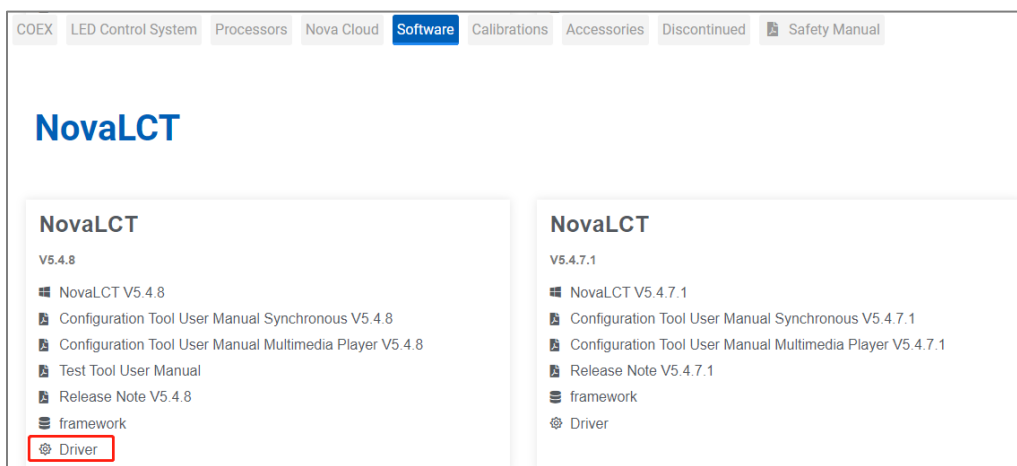 COEX LED Control System Processors Nova Cloud Software Calibrations Accessories Discontinued Safety Manual
NovaLCT
NovaLCT
V5.4.8
NovaLCT V5.4.8
Configuration Tool User Manual Synchronous V5.4.8
Configuration Tool User Manual Multimedia Player V5.4.8
Test Tool User Manual
Release Note V5.4.8
framework
Driver
NovaLCT
V5.4.7.1
NovaLCT V5.4.7.1
Configuration Tool User Manual Synchronous V5.4.7.1
Configuration Tool User Manual Multimedia Player V5.4.7.1
Release Note V5.4.7.1
framework
Driver